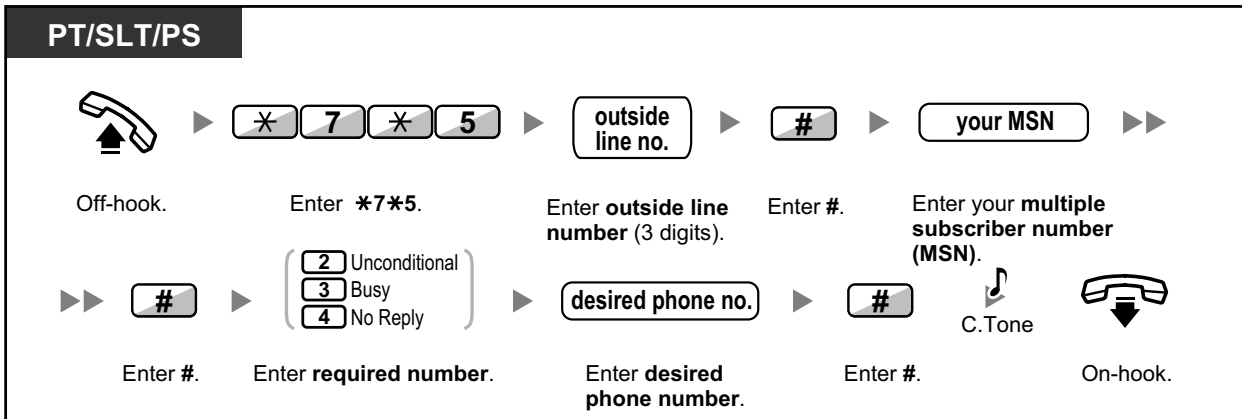 PT/SLT/PS
✳ 7 ✳ 5
outside
line no.
#
your MSN
Off-hook.
Enter ✳7✳5.
Enter outside line
number (3 digits).
Enter #.
Enter your multiple
subscriber number
(MSN).
#
2 Unconditional
3 Busy
4 No Reply
desired phone no.
#
C.Tone
Enter #.
Enter required number.
Enter desired
phone number.
Enter #.
On-hook.